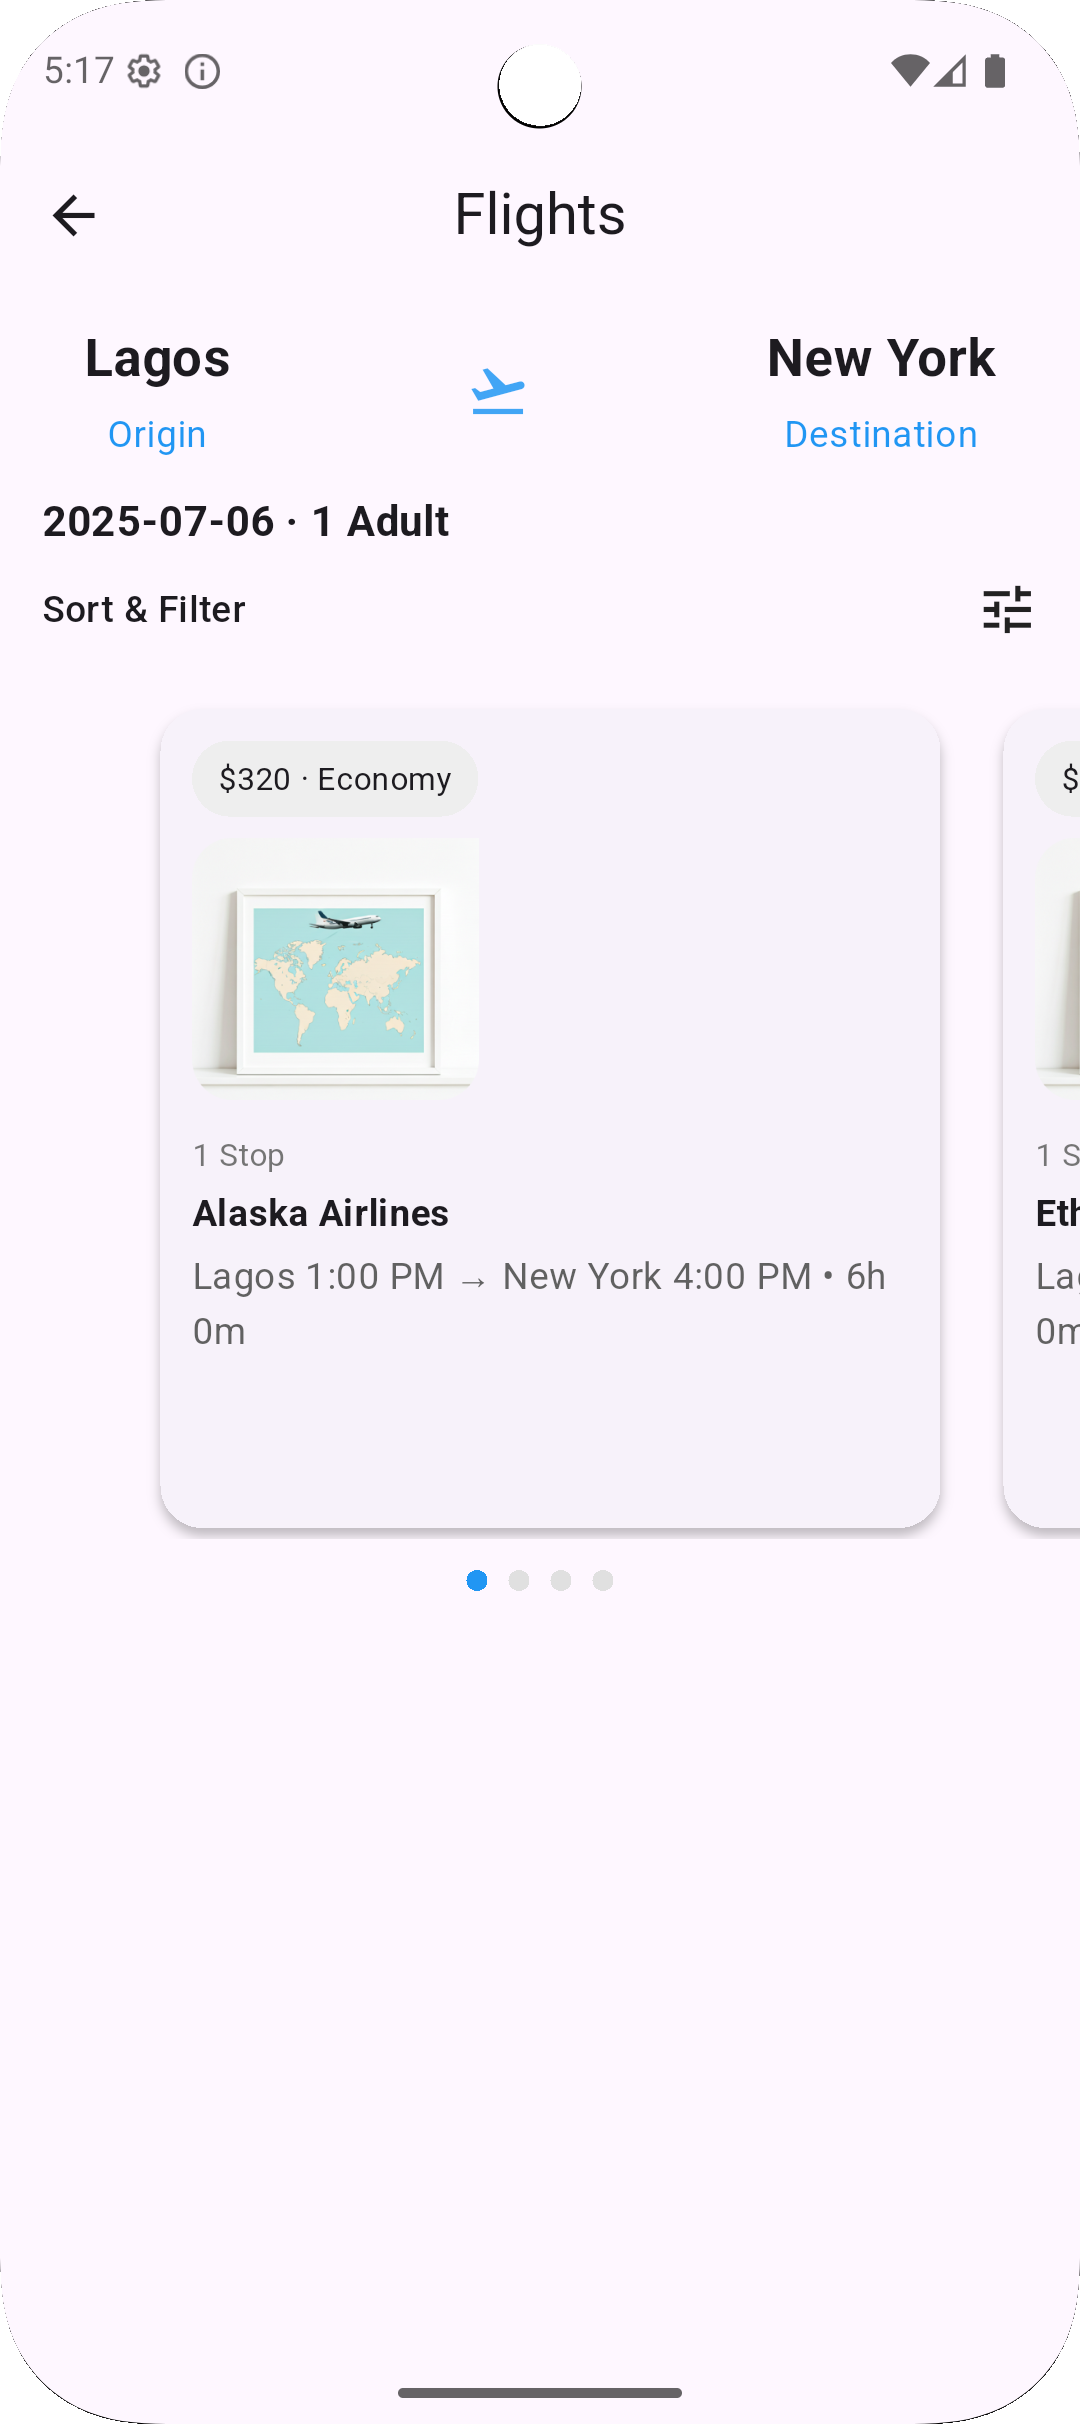 5:17
Flights
Lagos
New York
Origin
Destination
2025-07-06 · 1 Adult
Sort & Filter
$320 · Economy
$
1 Stop
1 S
Alaska Airlines
Eth
Lagos 1:00 PM → New York 4:00 PM • 6h
0m
Lag
0m